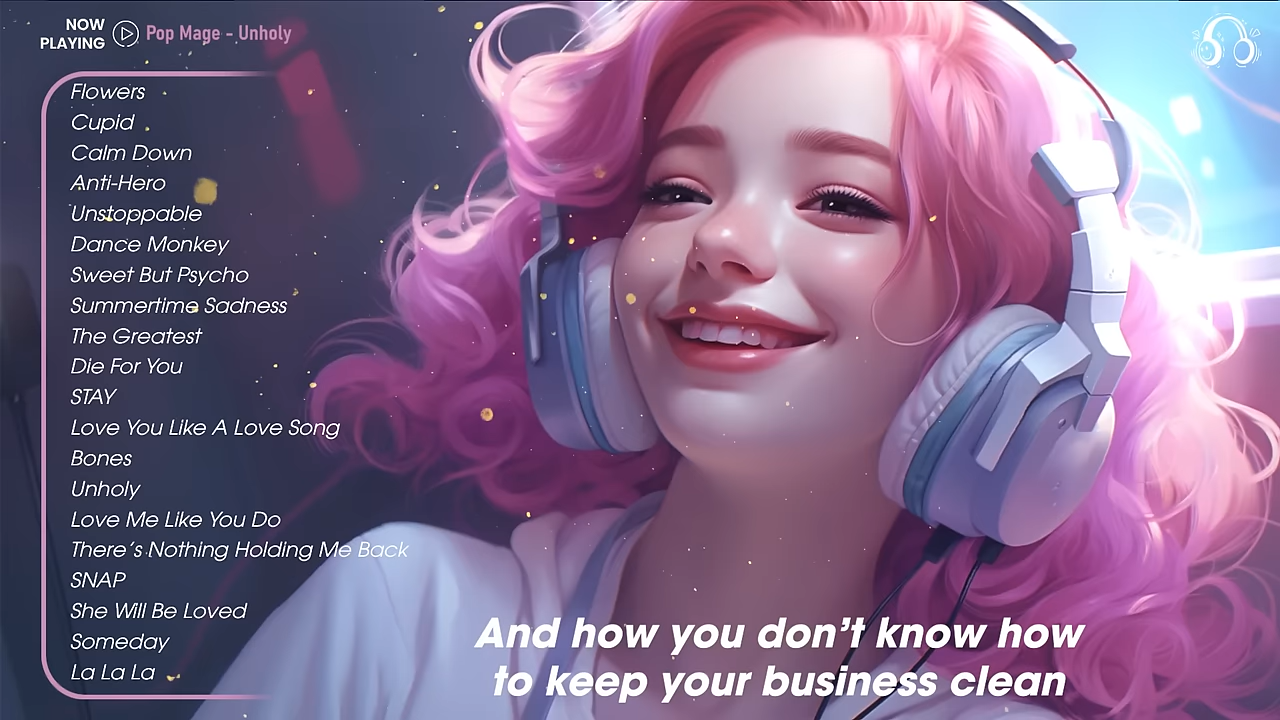 NOW
PLAYING
Pop Mage - Unholy
Flowers
Cupid
Calm Down
Anti-Hero
Unstoppable
Dance Monkey
Sweet But Psycho
Summertime Sadness
The Greatest
Die For You
STAY
Love You Like A Love Song
Bones
Unholy
Love Me Like You Do
There's Nothing Holding Me Back
SNAP
She Will Be Loved
Someday
La La La
And how you don't know how
to keep your business clean